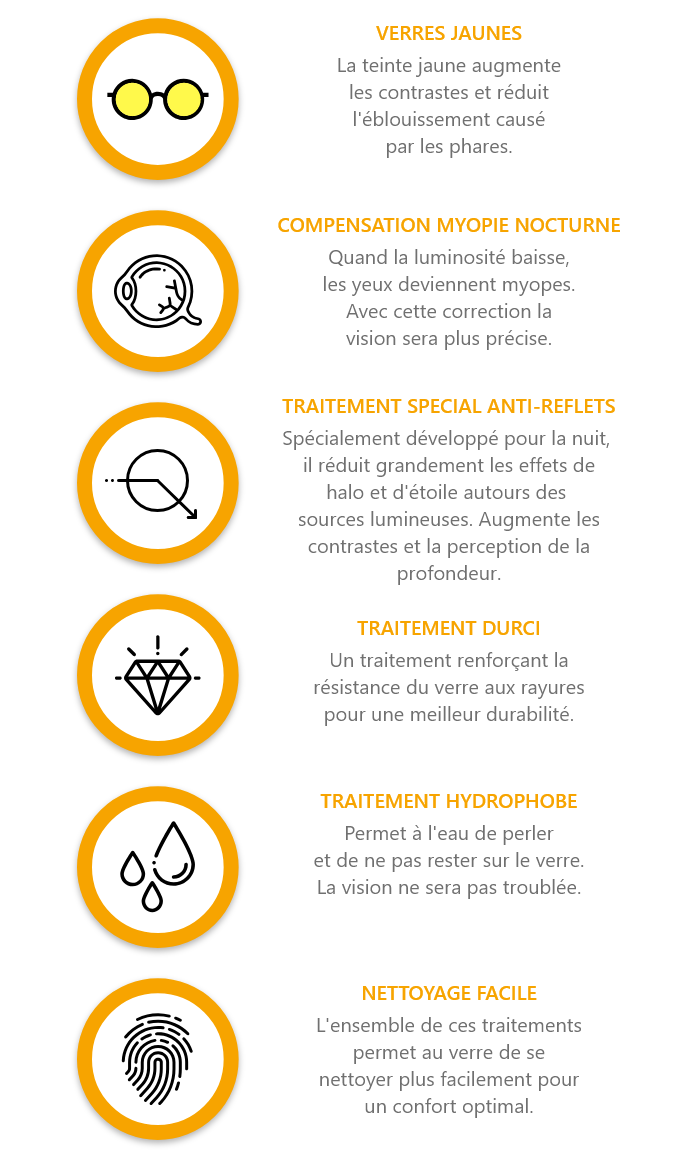 VERRES JAUNES
La teinte jaune augmente
les contrastes et réduit
l'éblouissement causé
par les phares.
COMPENSATION MYOPIE NOCTURNE
Quand la luminosité baisse,
les yeux deviennent myopes.
Avec cette correction la
vision sera plus précise.
TRAITEMENT SPECIAL ANTI-REFLETS
Spécialement développé pour la nuit,
il réduit grandement les effets de
halo et d'étoile autours des
sources lumineuses. Augmente les
contrastes et la perception de la
profondeur.
TRAITEMENT DURCI
Un traitement renforçant la
résistance du verre aux rayures
pour une meilleur durabilité.
TRAITEMENT HYDROPHOBE
Permet à l'eau de perler
et de ne pas rester sur le verre.
La vision ne sera pas troublée.
NETTOYAGE FACILE
L'ensemble de ces traitements
permet au verre de se
nettoyer plus facilement pour
un confort optimal.